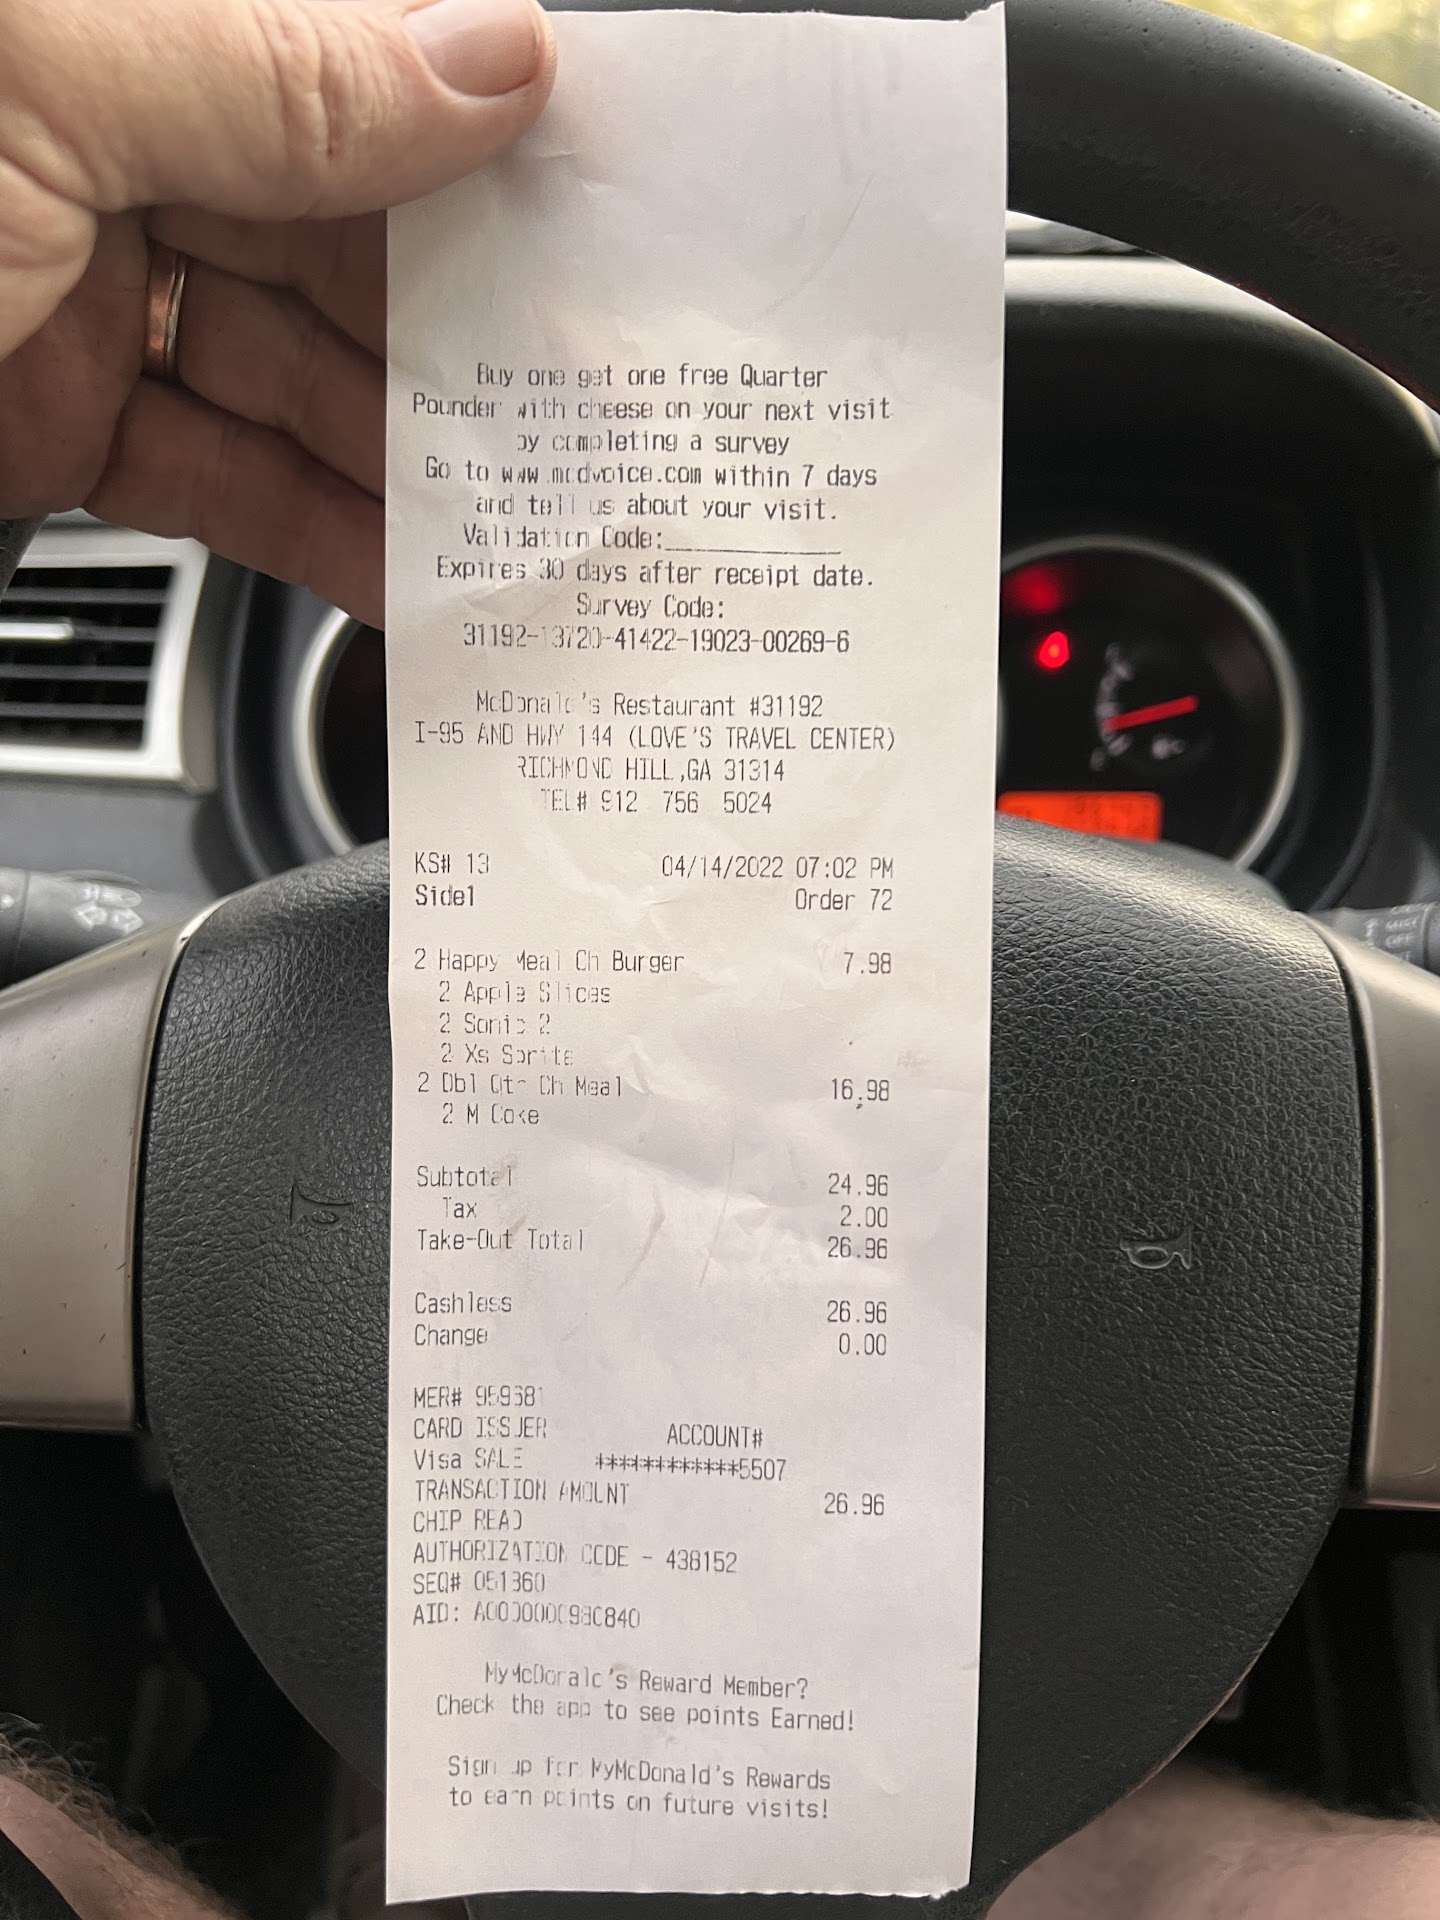 Buy one get one free Quarter
Pounder with cheese on your next visit
by completing a survey
Go to www.mcdvoice.com within 7 days
and tell us about your visit.
Validation Code:____________
Expires 30 days after receipt date.
Survey Code:
31192-13720-41422-19023-00269-6
McDonald's Restaurant #31192
I-95 AND HWY 144 (LOVE'S TRAVEL CENTER)
RICHMOND HILL,GA 31314
TEL# 912 756 5024
KS# 13 04/14/2022 07:02 PM
Side1 Order 72
2 Happy Meal Ch Burger 7.98
2 Apple Slices
2 Sonic 2
2 Xs Sprite
2 Dbl Qtr Ch Meal 16.98
2 M Coke
Subtotal 24.96
Tax 2.00
Take-Out Total 26.96
Cashless 26.96
Change 0.00
MER# 959681
CARD ISSUER ACCOUNT#
Visa SALE ************5507
TRANSACTION AMOUNT 26.96
CHIP READ
AUTHORIZATION CODE - 438152
SEQ# 051360
AID: A0000000980840
MyMcDonald's Reward Member?
Check the app to see points Earned!
Sign up for MyMcDonald's Rewards
to earn points on future visits!
MIST
OFF